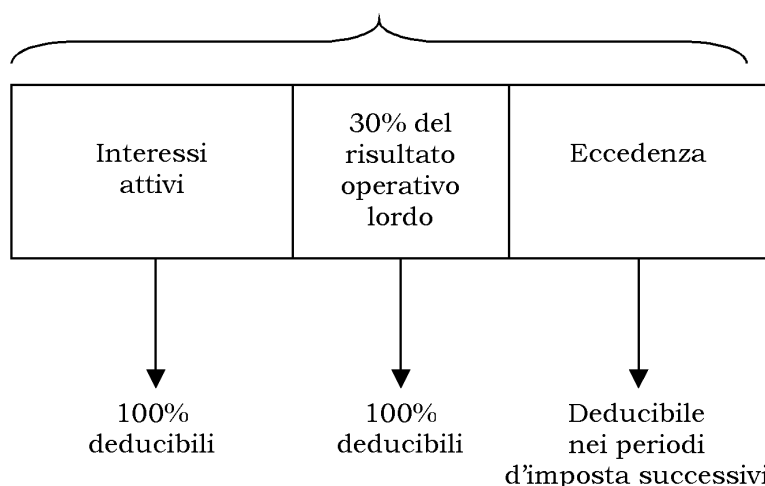 Interessi
attivi
30% del
risultato
operativo
lordo
Eccedenza
100%
deducibili
100%
deducibili
Deducibile
nei periodi
d'imposta successivi